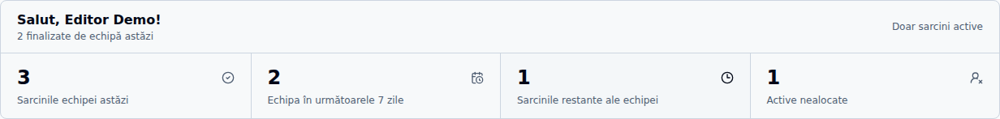 Salut, Editor Demo!
2 finalizate de echipă astăzi
Doar sarcini active
3
Sarcinile echipei astăzi
2
Echipa în următoarele 7 zile
1
Sarcinile restante ale echipei
1
Active nealocate